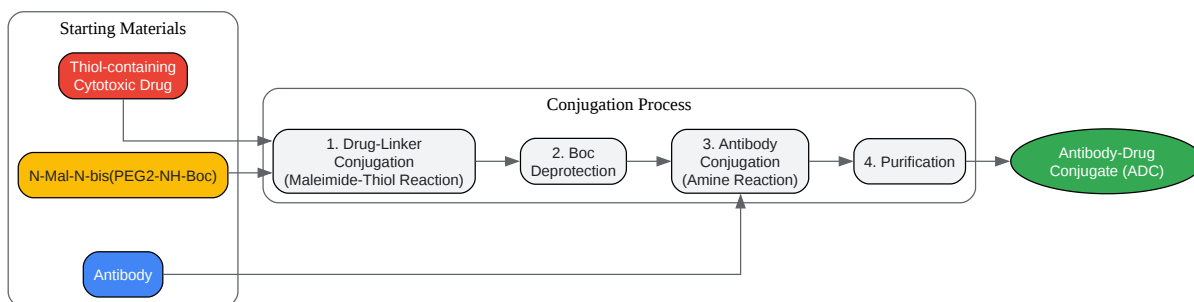 Starting Materials
Thiol-containing
Cytotoxic Drug
N-Mal-N-bis(PEG2-NH-Boc)
Antibody
Conjugation Process
1. Drug-Linker
Conjugation
(Maleimide-Thiol Reaction)
2. Boc
Deprotection
3. Antibody
Conjugation
(Amine Reaction)
4. Purification
Antibody-Drug
Conjugate (ADC)